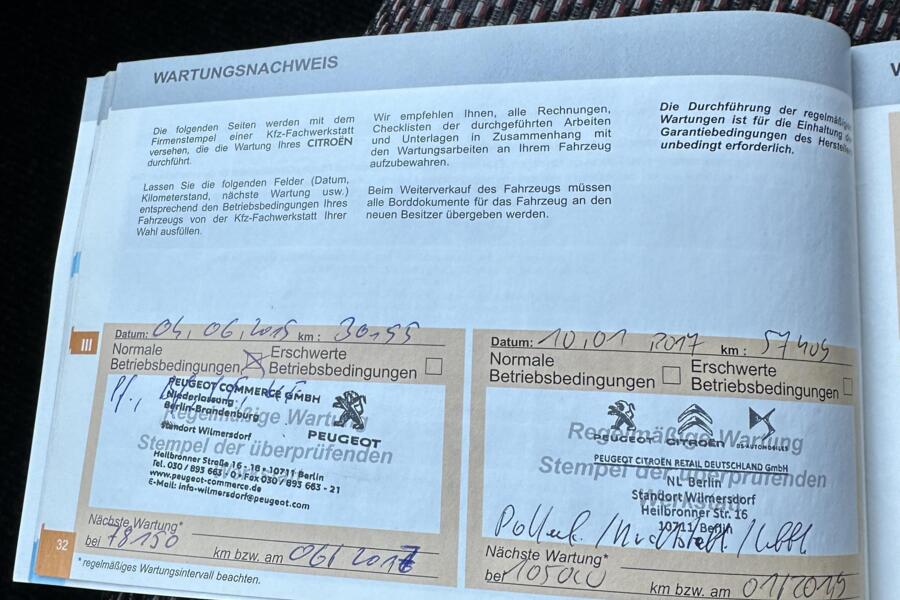 WARTUNGSNACHWEIS
Die folgenden Seiten werden mit dem
Firmenstempel einer Kfz-Fachwerkstatt
versehen, die die Wartung Ihres CITROËN
durchführt.
Lassen Sie die folgenden Felder (Datum,
Kilometerstand, nächste Wartung usw.)
entsprechend den Betriebsbedingungen Ihres
Fahrzeugs von der Kfz-Fachwerkstatt Ihrer
Wahl ausfüllen.
Wir empfehlen Ihnen, alle Rechnungen,
Checklisten der durchgeführten Arbeiten
und Unterlagen in Zusammenhang mit
den Wartungsarbeiten an Ihrem Fahrzeug
aufzubewahren.
Beim Weiterverkauf des Fahrzeugs müssen
alle Borddokumente für das Fahrzeug an den
neuen Besitzer übergeben werden.
Die Durchführung der
Wartungen ist für die Einhaltung
Garantiebedingungen des
unbedingt erforderlich.
III
Datum: 04.06.2015 km: 30155
Normale
Betriebsbedingungen
Erschwerte
Betriebsbedingungen
PEUGEOT COMMERCE GMBH
Niederlassung
Berlin-Brandenburg
Standort Wilmersdorf
PEUGEOT
Regelmäßige Wartung
Stempel der überprüfenden
Heilbronner Straße 16 - 18 • 10711 Berlin
Tel. 030 / 893 663 - 0 • Fax 030 / 893 663 - 21
www.peugeot-commerce.de
E-Mail: info-wilmersdorf@peugeot.com
Nächste Wartung*
bei 78150 km bzw. am 06/2017
* regelmäßiges Wartungsintervall beachten.
32
Datum: 10.01.2017 km: 57409
Normale
Betriebsbedingungen
Erschwerte
Betriebsbedingungen
PEUGEOT CITROËN DS AUTOMOBILES
Regelmäßige Wartung
PEUGEOT CITROËN RETAIL DEUTSCHLAND GmbH
Stempel der überprüfenden
NL Berlin
Standort Wilmersdorf
Werkstatt
Heilbronner Str. 16
10711 Berlin
Nächste Wartung*
bei 105000 km bzw. am 01/2019